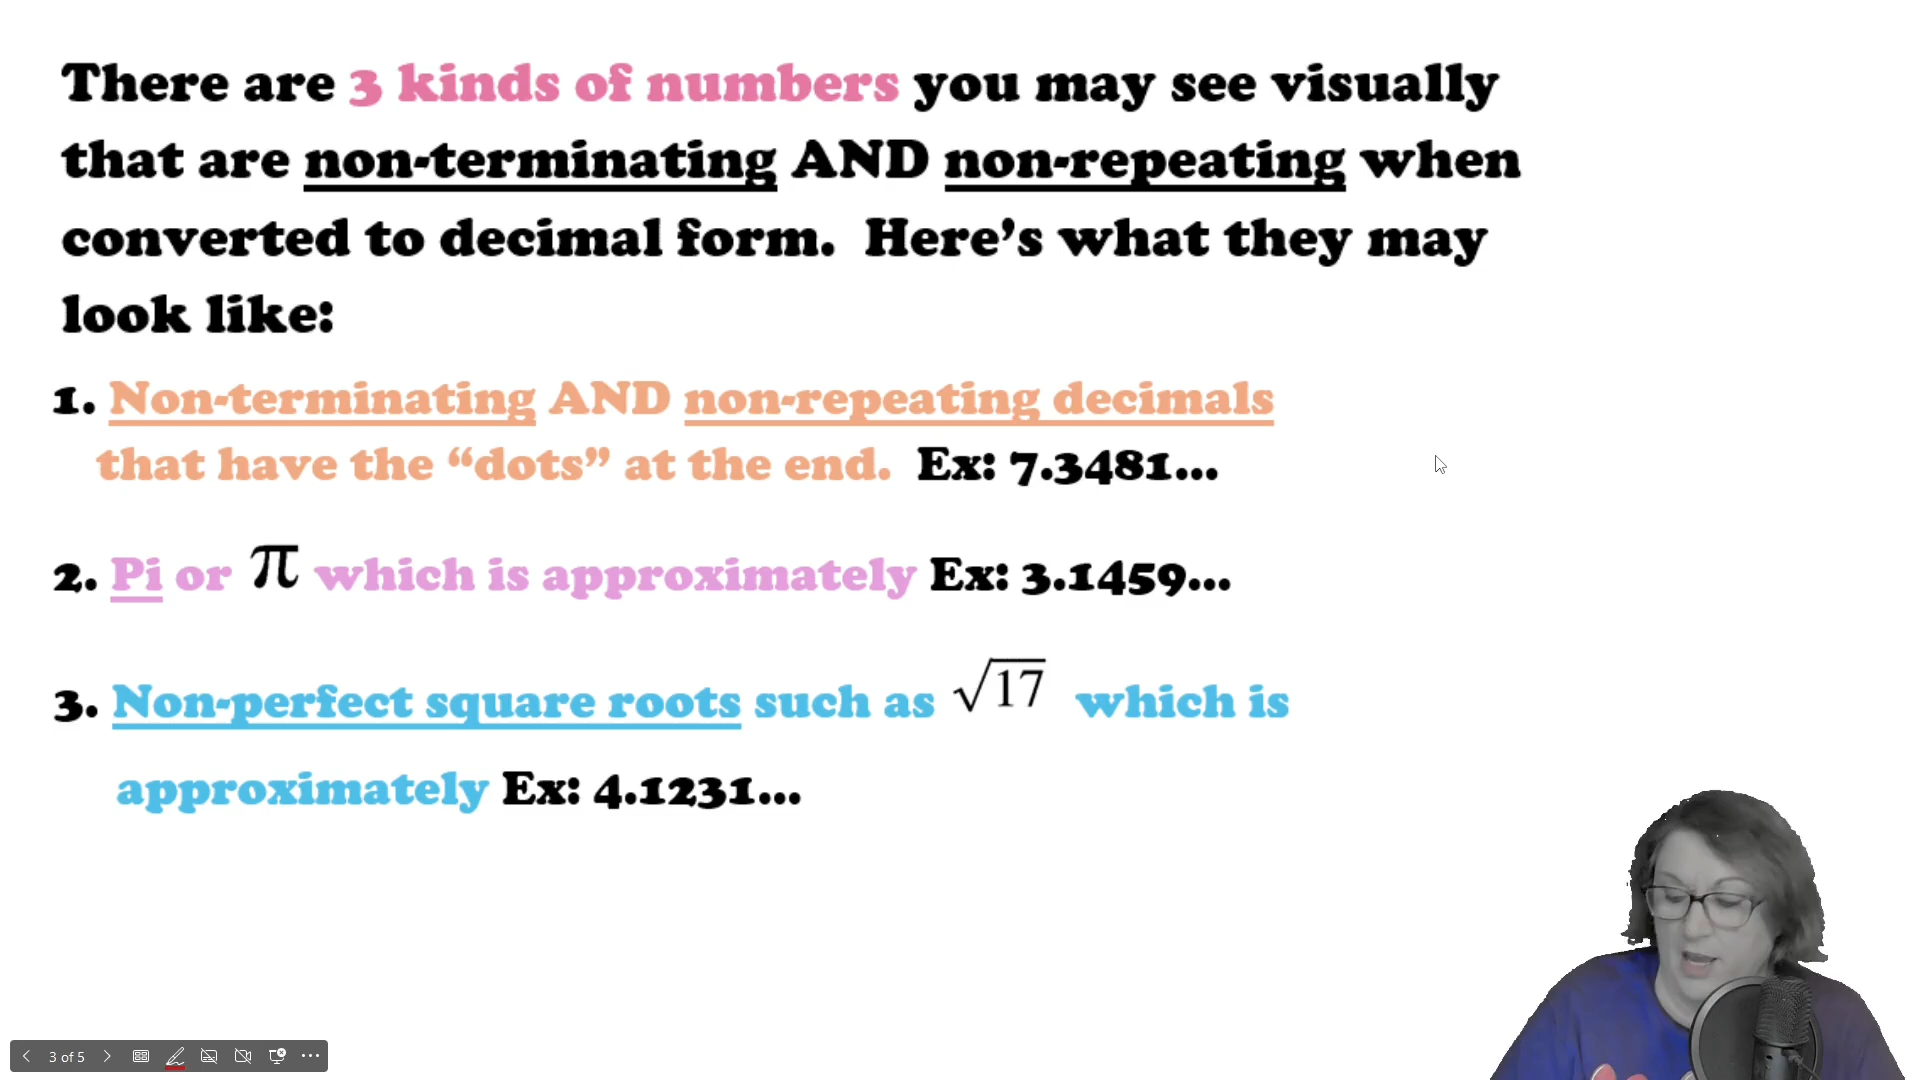 There are 3 kinds of numbers you may see visually
that are non-terminating AND non-repeating when
converted to decimal form. Here’s what they may
look like:
1. Non-terminating AND non-repeating decimals
that have the “dots” at the end. Ex: 7.3481...
2. Pi or π which is approximately Ex: 3.1459...
3. Non-perfect square roots such as √17 which is
approximately Ex: 4.1231...
3 of 5